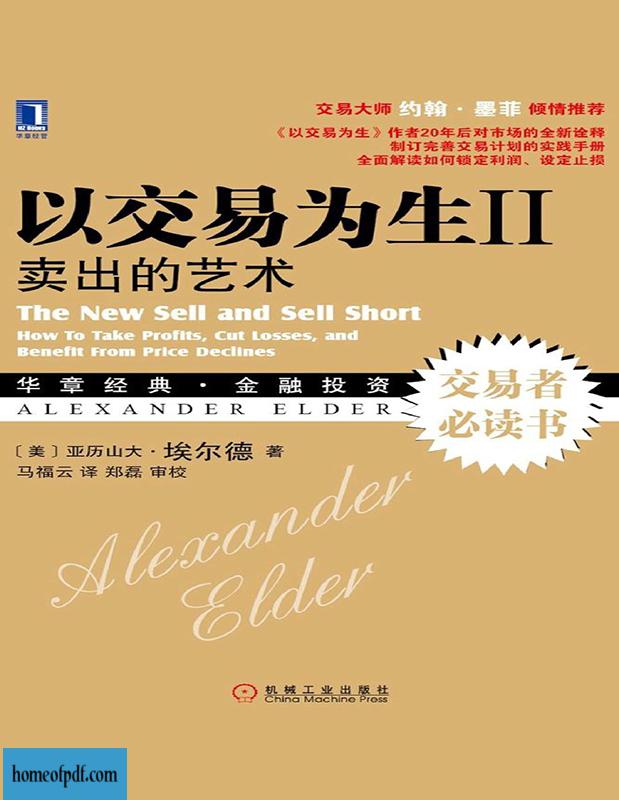 HZ Books
华章经管
交易大师 约翰·墨菲 倾情推荐
《以交易为生》作者20年后对市场的全新诠释
制订完善交易计划的实践手册
全面解读如何锁定利润、设定止损
以交易为生II
卖出的艺术
The New Sell and Sell Short
How To Take Profits, Cut Losses, and
Benefit From Price Declines
华章经典·金融投资
ALEXANDER ELDER
交易者
必读书
［美］亚历山大·埃尔德 著
马福云 译 郑磊 审校
Alexander
Elder
机械工业出版社
China Machine Press
homeofpdf.com